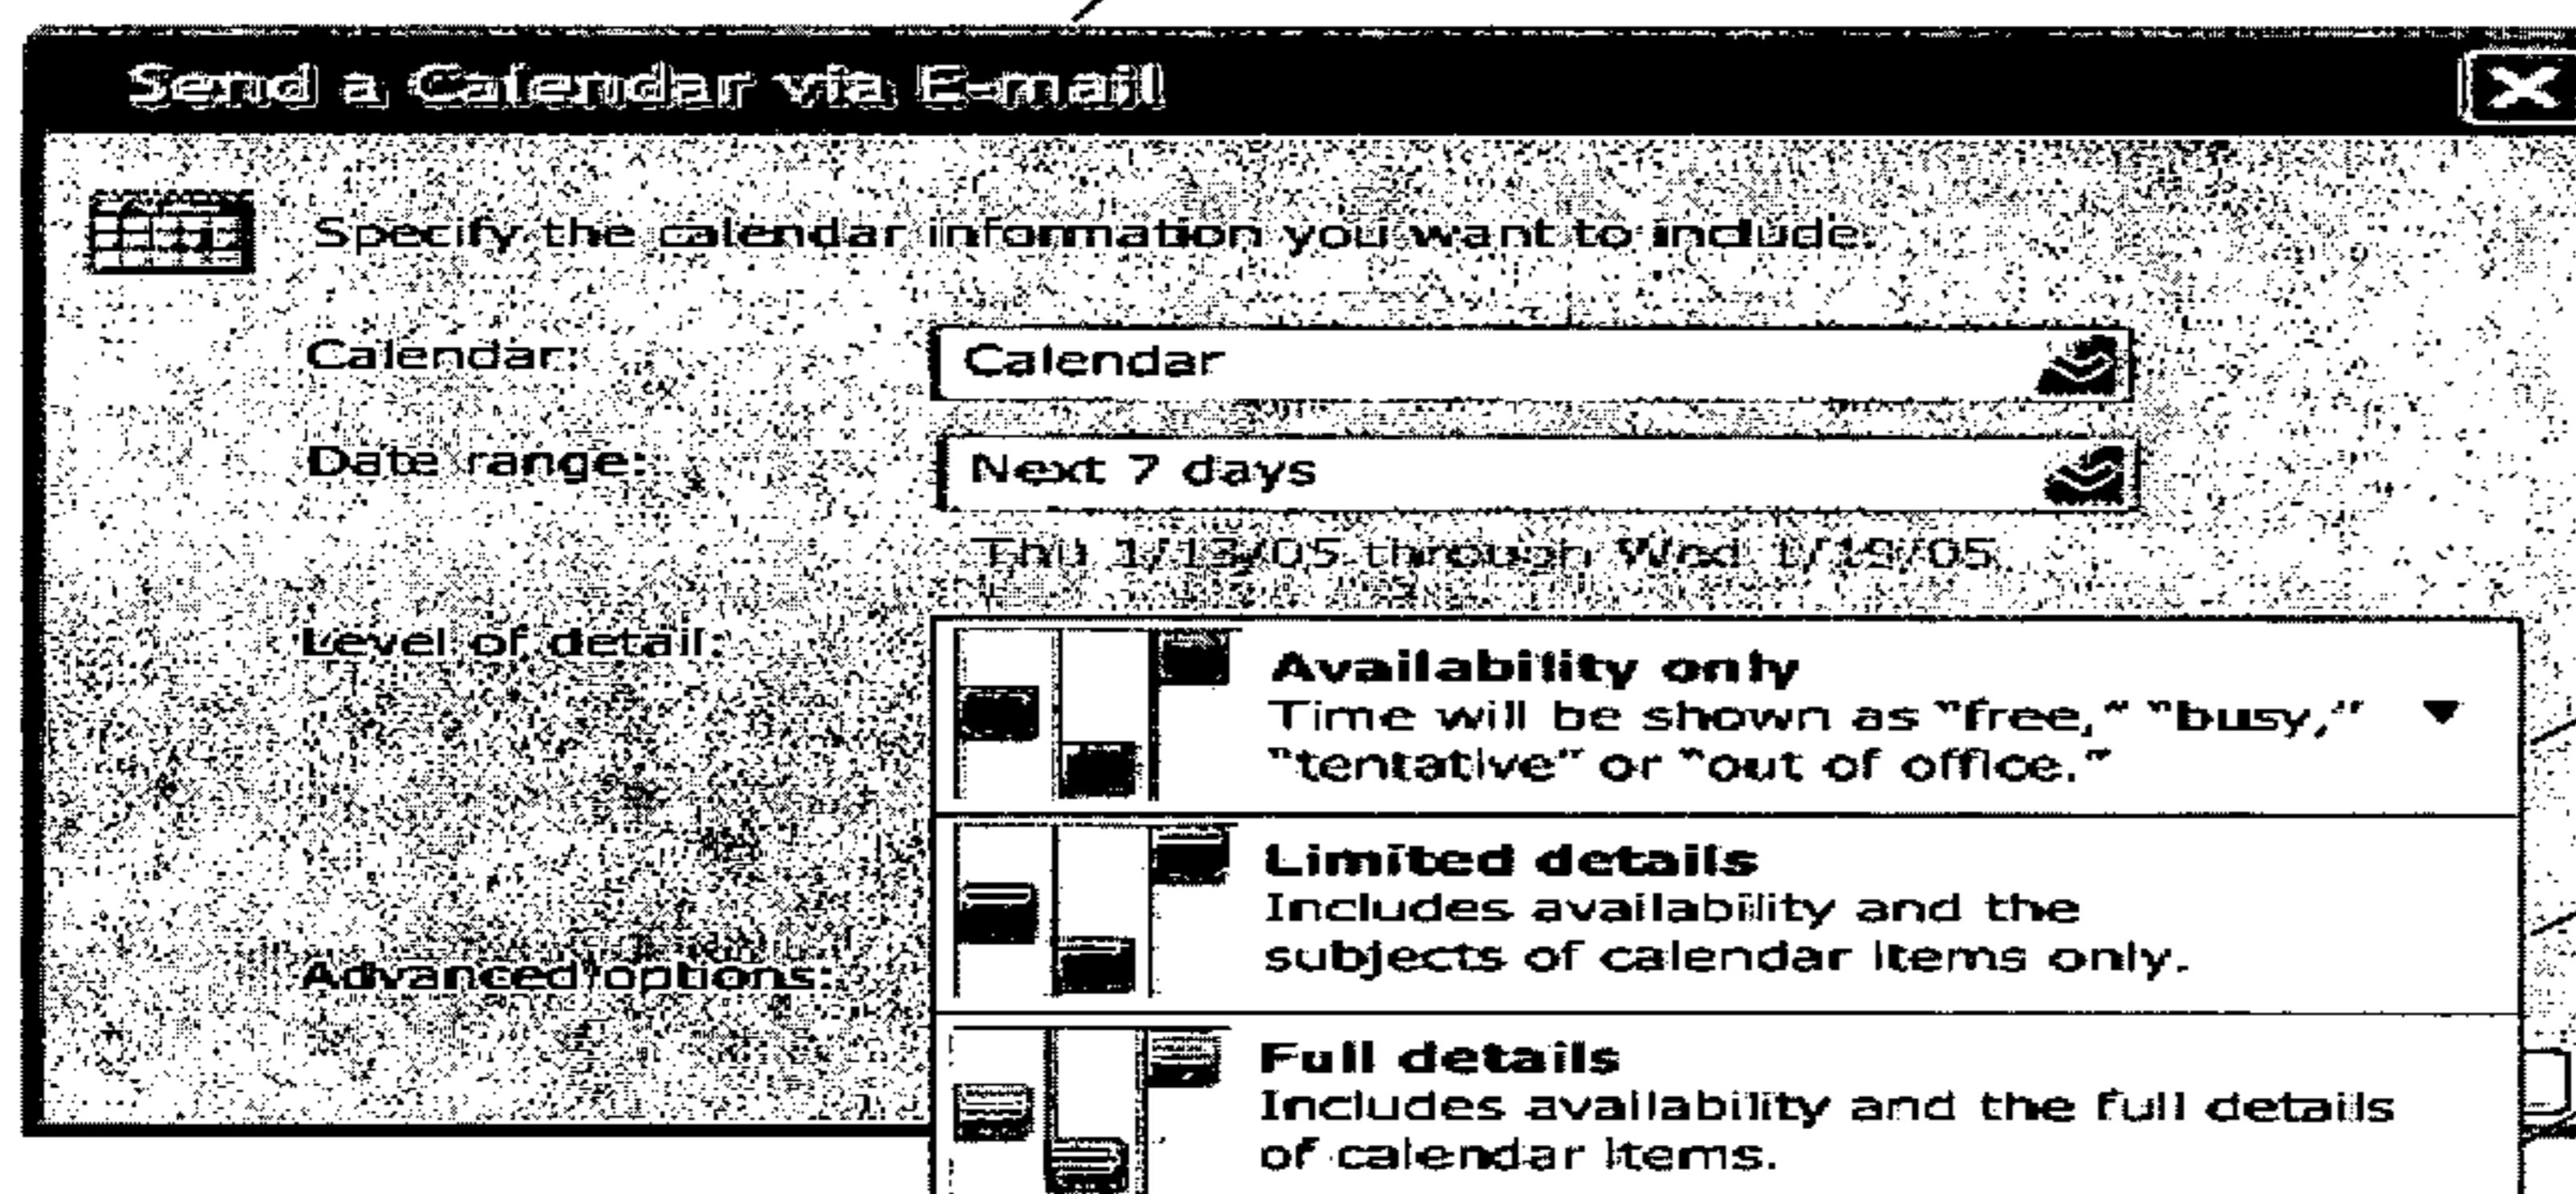 Send a Calendar via E-mail
Specify the calendar information you want to include.
Calendar: Calendar
Date range: Next 7 days
Thu 1/13/05 through Wed 1/19/05
Level of detail: Availability only
Time will be shown as "free," "busy,"
"tentative" or "out of office."
Limited details
Includes availability and the
subjects of calendar items only.
Advanced options:
Full details
Includes availability and the full details
of calendar items.